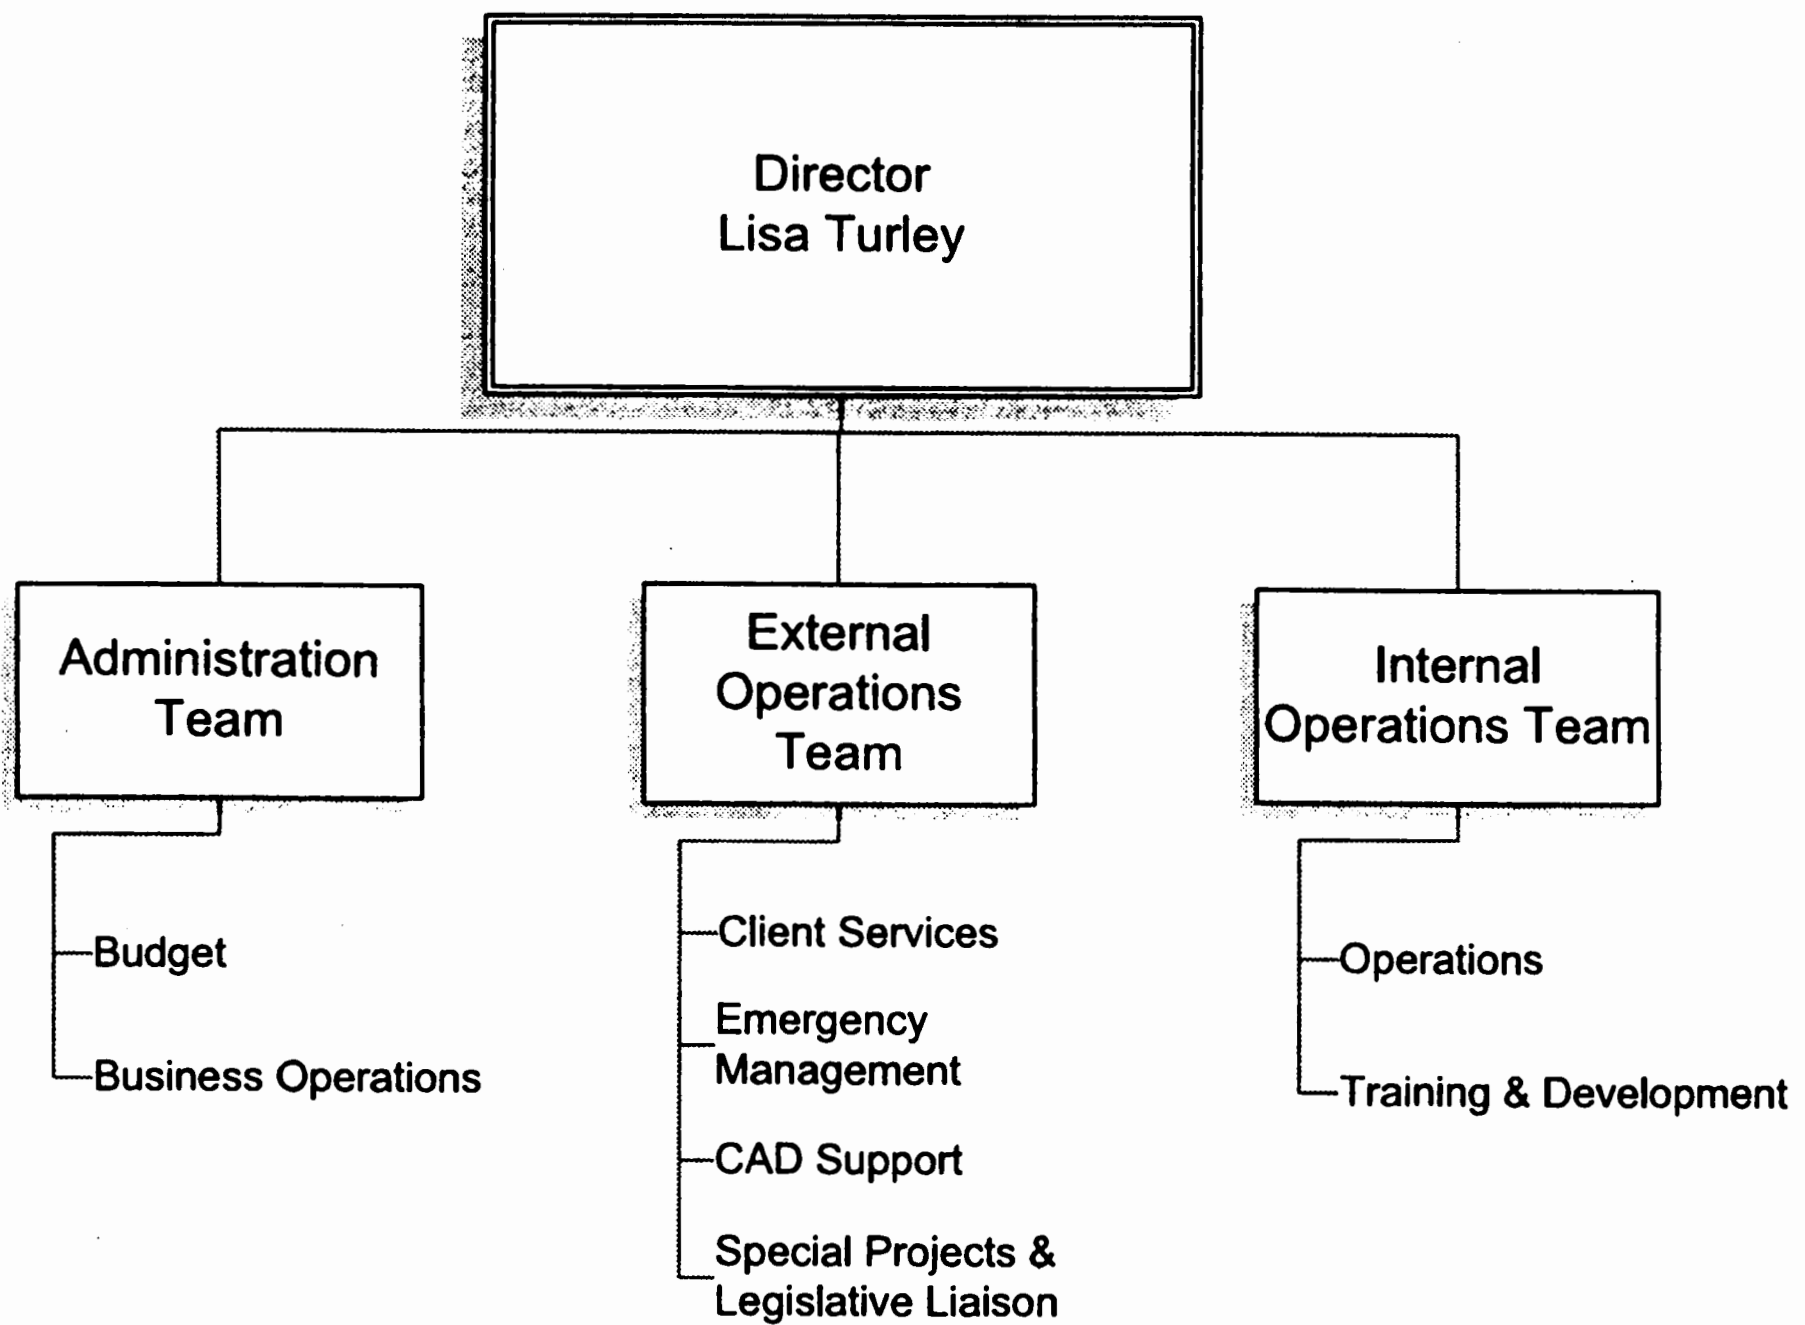 Director
Lisa Turley
Administration
Team
External
Operations
Team
Internal
Operations Team
Budget
Business Operations
Client Services
Emergency
Management
CAD Support
Special Projects &
Legislative Liaison
Operations
Training & Development